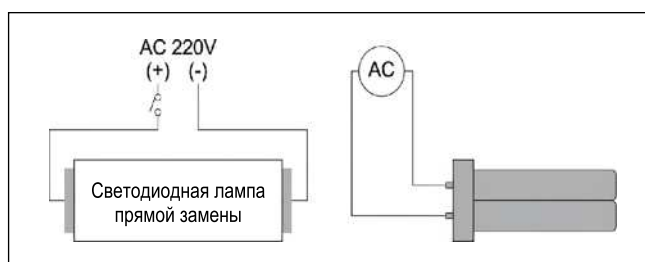 AC 220V
(+) (-)
AC
Светодиодная лампа
прямой замены